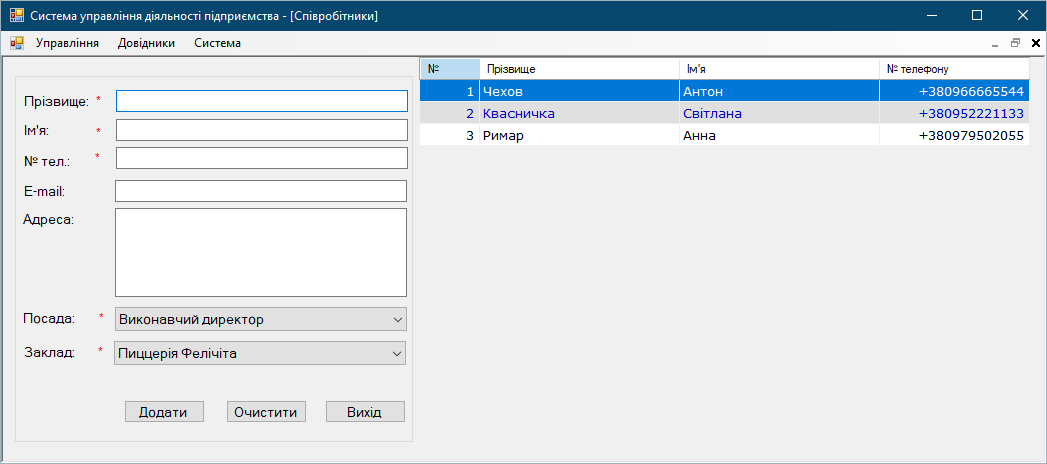 Система управління діяльності підприємства - [Співробітники]
Управління Довідники Система
Прізвище: *
Ім'я: *
№ тел.: *
E-mail:
Адреса:
Посада: * Виконавчий директор
Заклад: * Пиццерія Фелічіта
Додати Очистити Вихід
№ Прізвище Ім'я № телефону
1 Чехов Антон +380966665544
2 Квасничка Світлана +380952221133
3 Римар Анна +380979502055